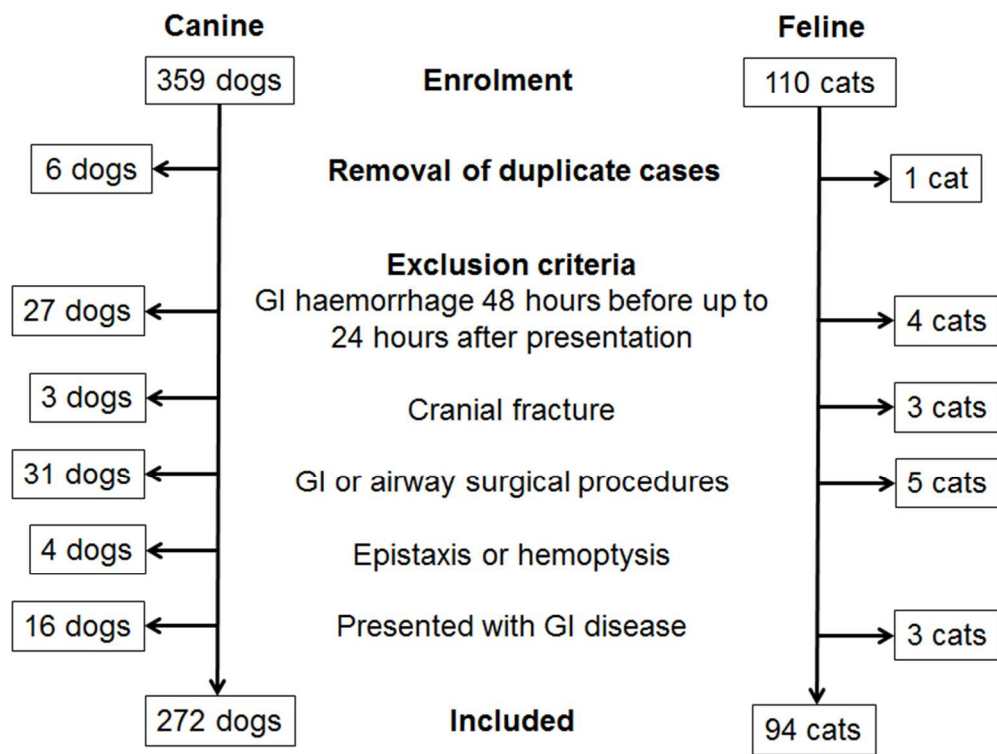 Canine
Feline
359 dogs
Enrolment
110 cats
6 dogs
Removal of duplicate cases
1 cat
Exclusion criteria
27 dogs
GI haemorrhage 48 hours before up to
24 hours after presentation
4 cats
3 dogs
Cranial fracture
3 cats
31 dogs
GI or airway surgical procedures
5 cats
4 dogs
Epistaxis or hemoptysis
16 dogs
Presented with GI disease
3 cats
272 dogs
Included
94 cats